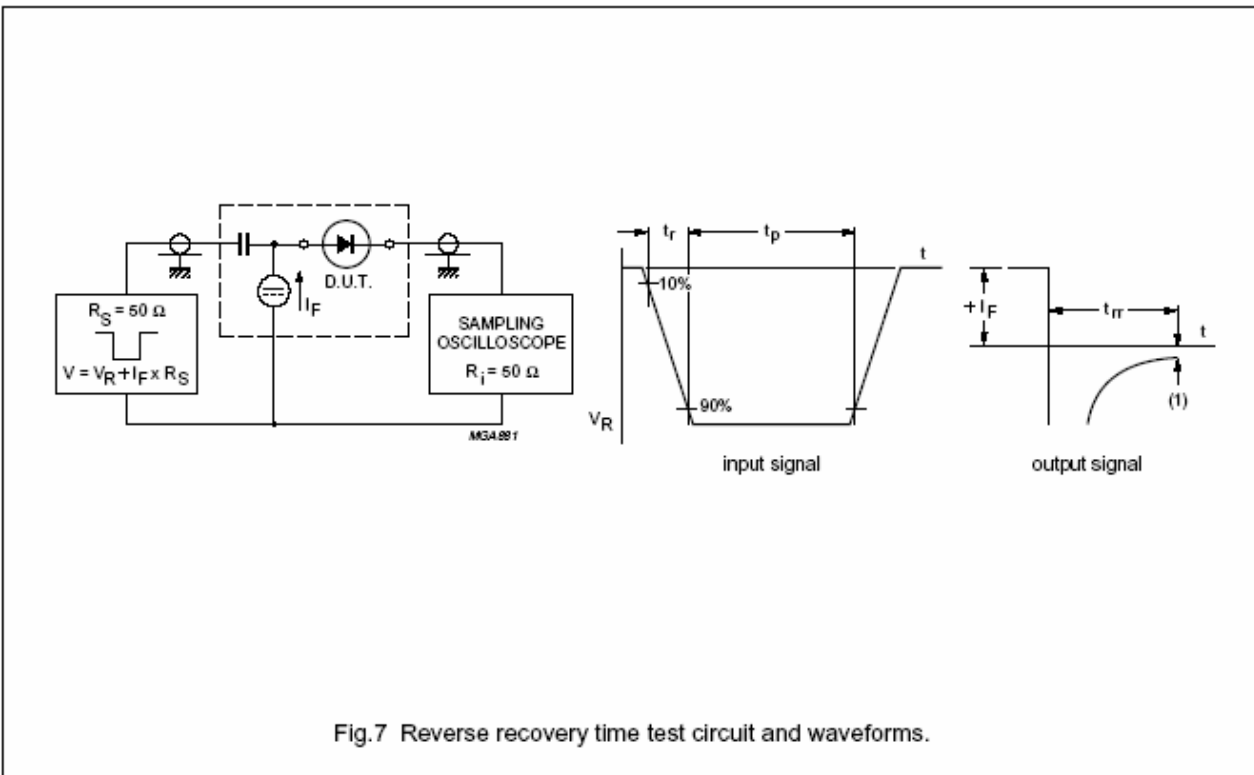 D.U.T.
I_F
R_S = 50 Ω
V = V_R + I_F x R_S
SAMPLING
OSCILLOSCOPE
R_i = 50 Ω
MGA881
t_r
t_p
t
10%
90%
V_R
input signal
+ I_F
t_rr
t
(1)
output signal
Fig.7 Reverse recovery time test circuit and waveforms.